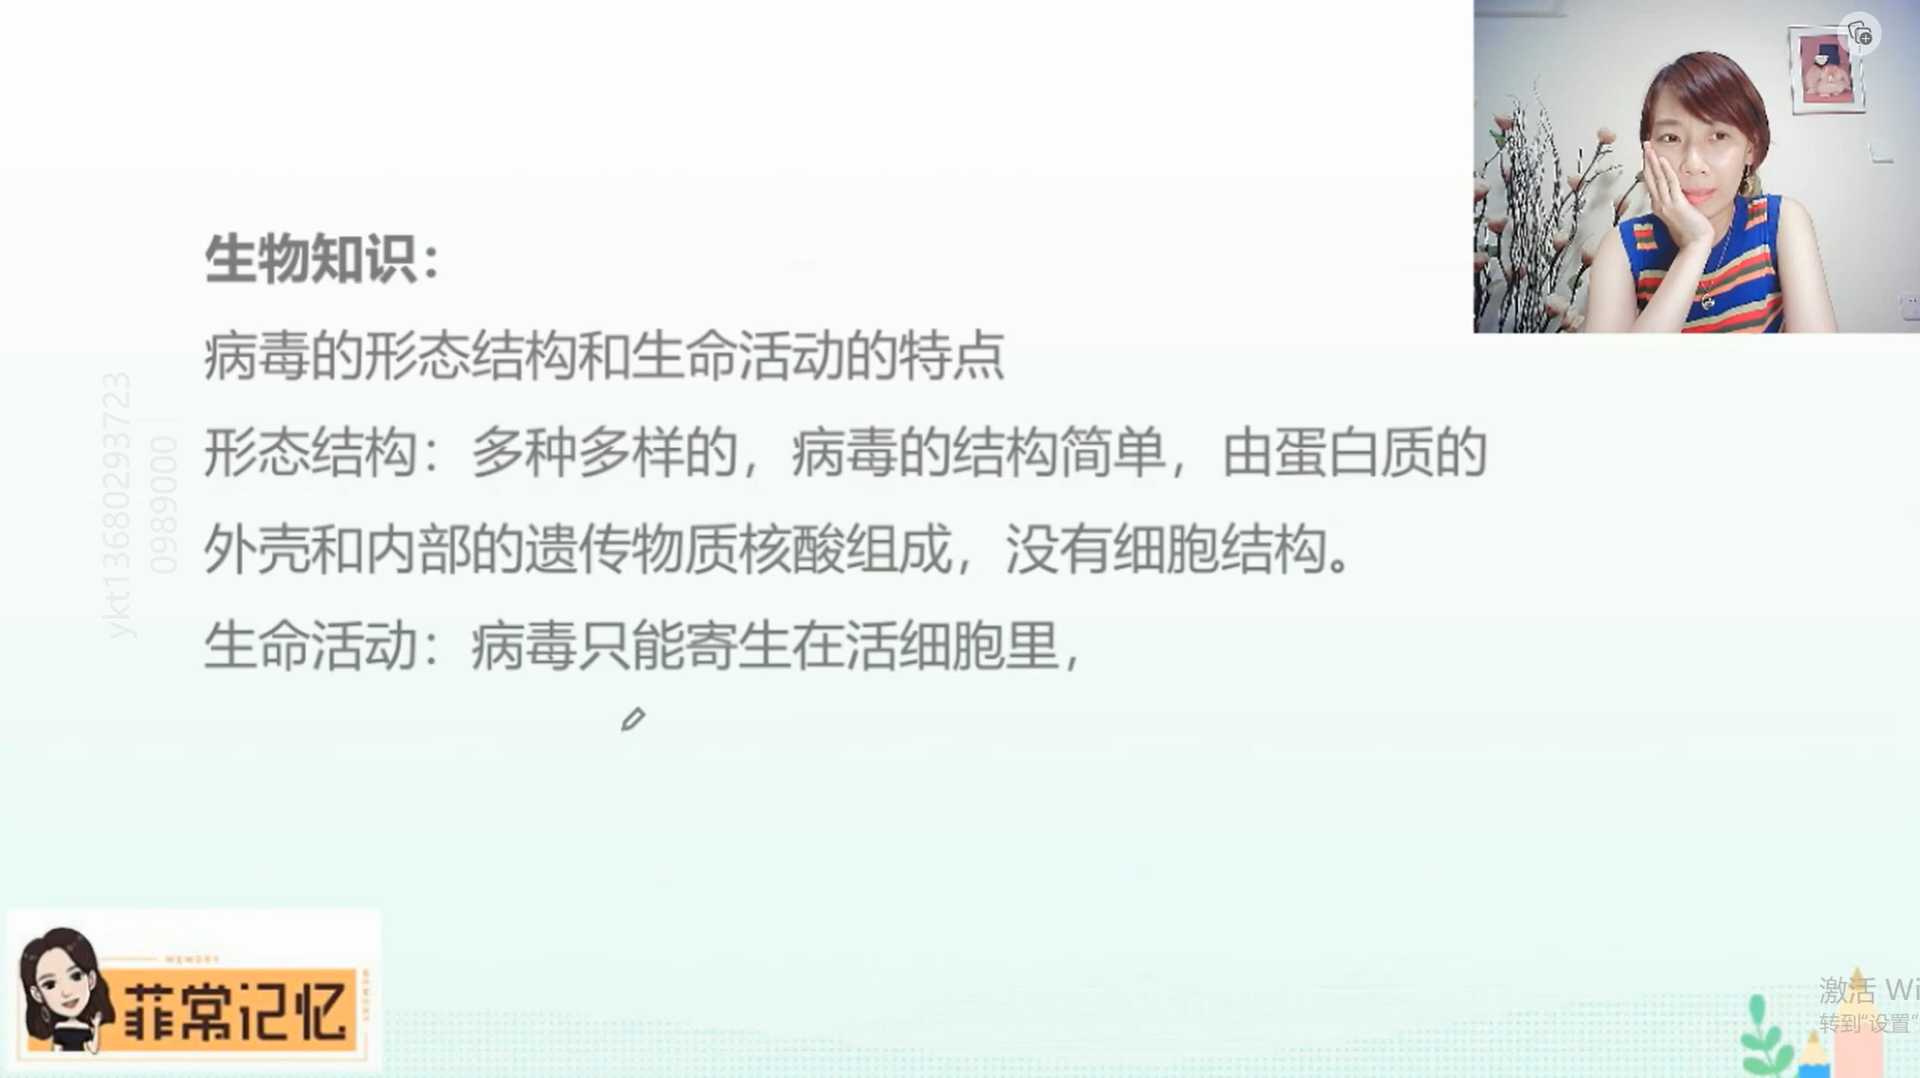 生物知识：
病毒的形态结构和生命活动的特点
形态结构：多种多样的，病毒的结构简单，由蛋白质的
外壳和内部的遗传物质核酸组成，没有细胞结构。
生命活动：病毒只能寄生在活细胞里，
ykt13680293723
0989000
MEMORY
菲常记忆
激活 Wi
转到"设置"